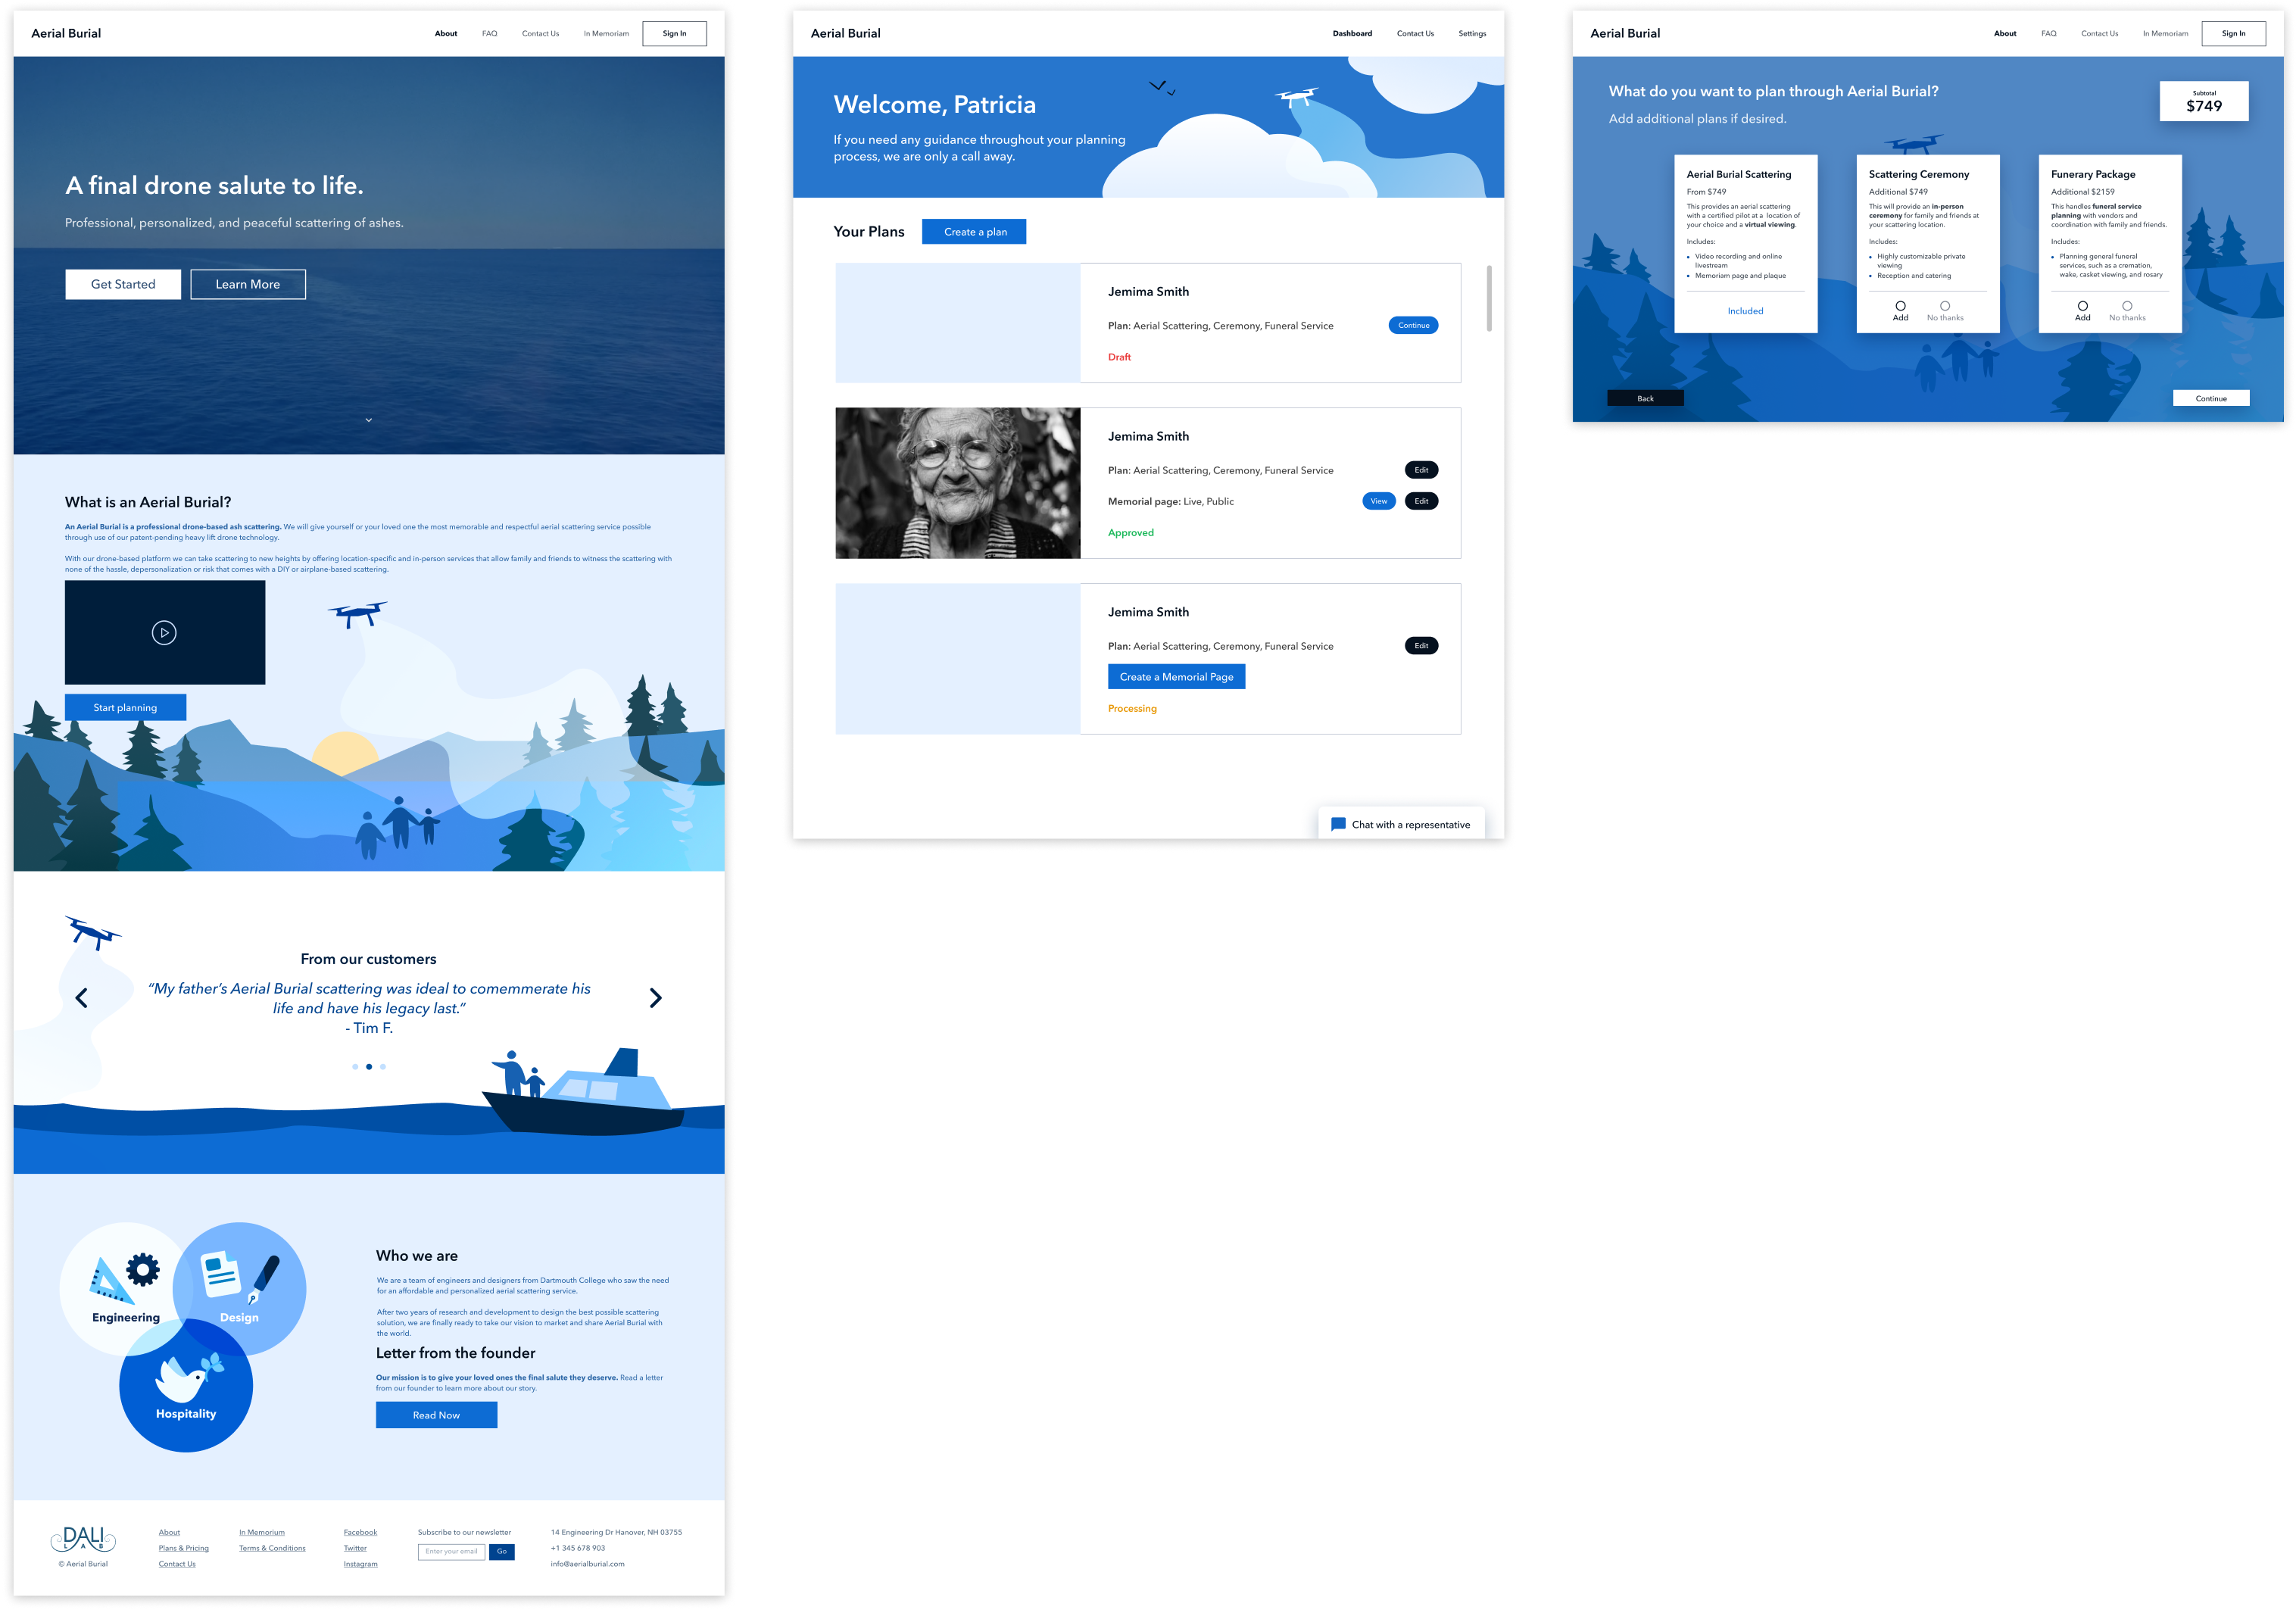 Aerial Burial
About FAQ Contact Us In Memoriam Sign In
A final drone salute to life.
Professional, personalized, and peaceful scattering of ashes.
Get Started Learn More
What is an Aerial Burial?
An Aerial Burial is a professional drone-based ash scattering. We will give yourself or your loved one the most memorable and respectful aerial scattering service possible
through use of our patent-pending heavy lift drone technology.
With our drone-based platform we can take scattering to new heights by offering location-specific and in-person services that allow family and friends to witness the scattering with
none of the hassle, depersonalization or risk that comes with a DIY or airplane-based scattering.
Start planning
From our customers
“My father’s Aerial Burial scattering was ideal to comemmerate his
life and have his legacy last.”
- Tim F.
Engineering
Design
Hospitality
Who we are
We are a team of engineers and designers from Dartmouth College who saw the need
for an affordable and personalized aerial scattering service.
After two years of research and development to design the best possible scattering
solution, we are finally ready to take our vision to market and share Aerial Burial with
the world.
Letter from the founder
Our mission is to give your loved ones the final salute they deserve. Read a letter
from our founder to learn more about our story.
Read Now
DALI
LAB
© Aerial Burial
About
Plans & Pricing
Contact Us
In Memorium
Terms & Conditions
Facebook
Twitter
Instagram
Subscribe to our newsletter
Enter your email Go
14 Engineering Dr Hanover, NH 03755
+1 345 678 903
info@aerialburial.com
Aerial Burial
Dashboard Contact Us Settings
Welcome, Patricia
If you need any guidance throughout your planning
process, we are only a call away.
Your Plans Create a plan
Jemima Smith
Plan: Aerial Scattering, Ceremony, Funeral Service Continue
Draft
Jemima Smith
Plan: Aerial Scattering, Ceremony, Funeral Service Edit
Memorial page: Live, Public View Edit
Approved
Jemima Smith
Plan: Aerial Scattering, Ceremony, Funeral Service Edit
Create a Memorial Page
Processing
Chat with a representative
Aerial Burial
About FAQ Contact Us In Memoriam Sign In
What do you want to plan through Aerial Burial?
Add additional plans if desired.
Subtotal
$749
Aerial Burial Scattering
From $749
This provides an aerial scattering
with a certified pilot at a location of
your choice and a virtual viewing.
Includes:
• Video recording and online
livestream
• Memoriam page and plaque
Included
Scattering Ceremony
Additional $749
This will provide an in-person
ceremony for family and friends at
your scattering location.
Includes:
• Highly customizable private
viewing
• Reception and catering
Add No thanks
Funerary Package
Additional $2159
This handles funeral service
planning with vendors and
coordination with family and friends.
Includes:
• Planning general funeral
services, such as a cremation,
wake, casket viewing, and rosary
Add No thanks
Back
Continue